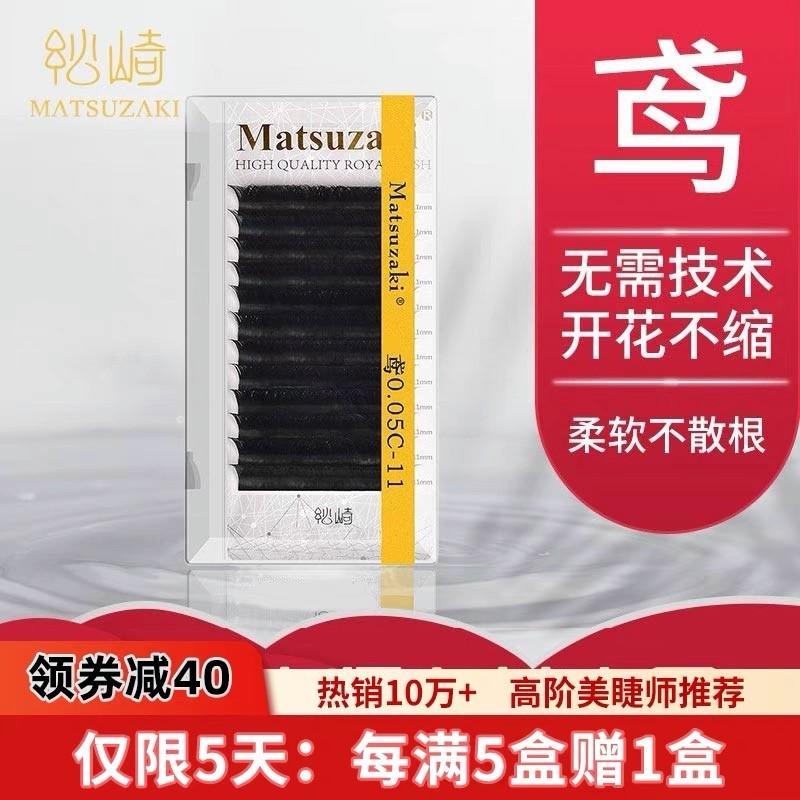 崎
MATSUZAKI
鸢
无需技术
开花不缩
柔软不散根
Matsuza
HIGH QUALITY ROYA
SH
Matsuzaki®
鸢0.05C-11
崎
领券减40
热销10万+ 高阶美睫师推荐
仅限5天：每满5盒赠1盒